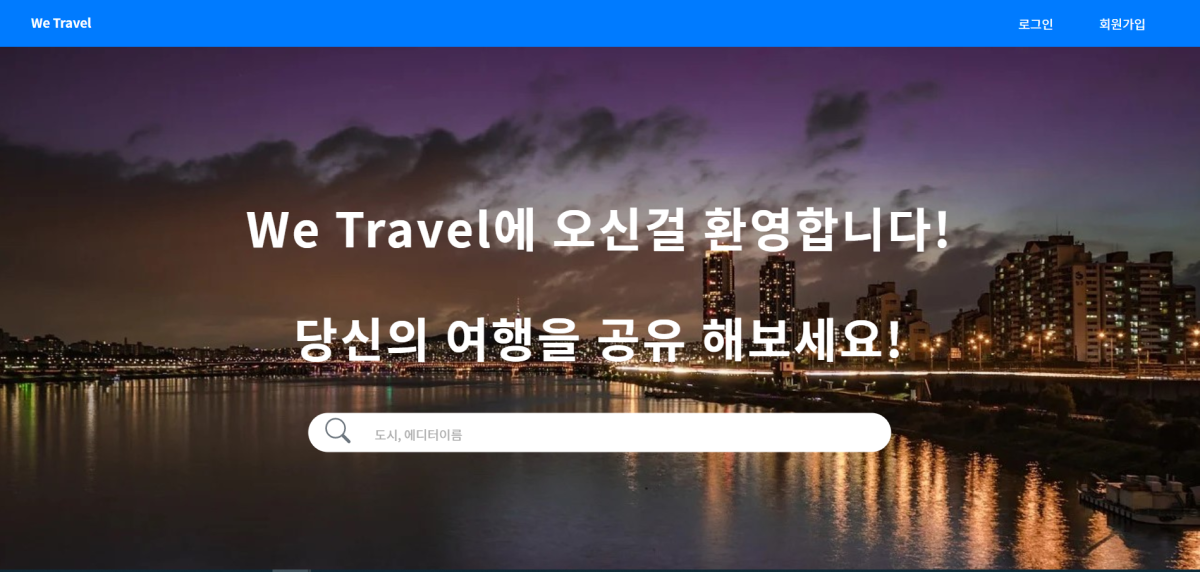 We Travel
로그인 회원가입
We Travel에 오신걸 환영합니다!
당신의 여행을 공유 해보세요!
도시, 에디터이름